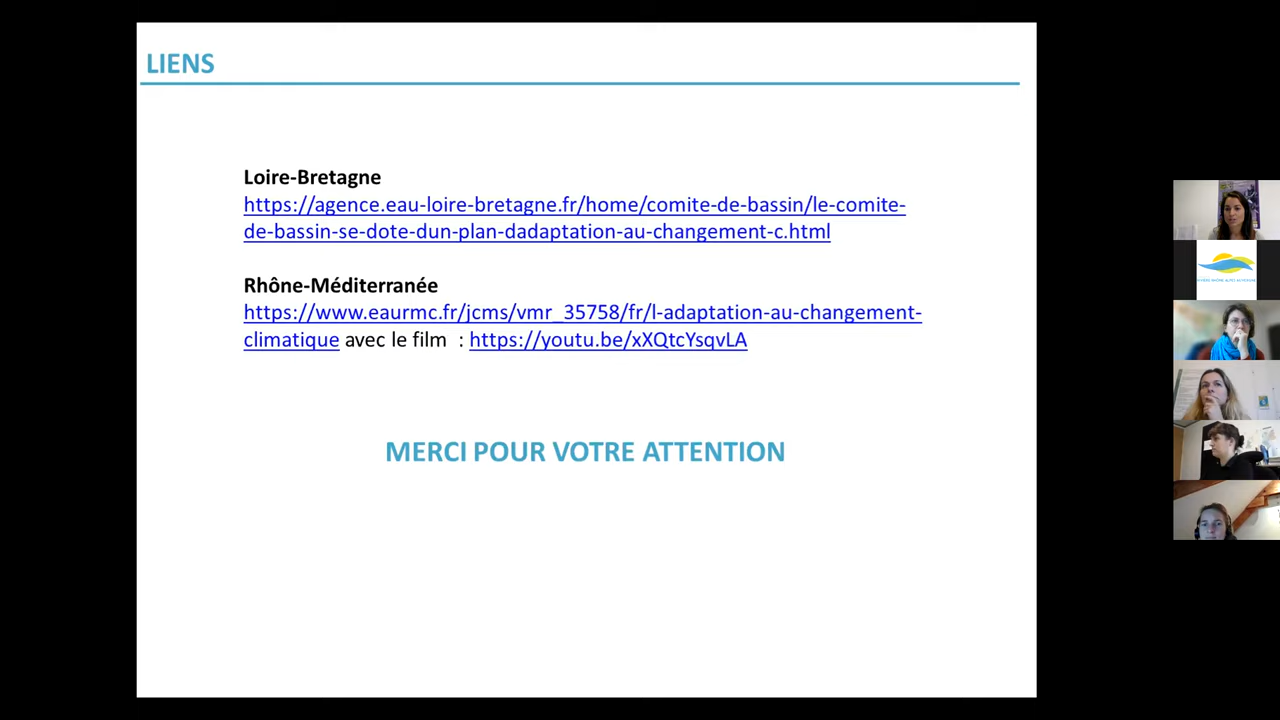 LIENS
Loire-Bretagne
https://agence.eau-loire-bretagne.fr/home/comite-de-bassin/le-comite-
de-bassin-se-dote-dun-plan-dadaptation-au-changement-c.html
Rhône-Méditerranée
https://www.eaurmc.fr/jcms/vmr_35758/fr/l-adaptation-au-changement-
climatique avec le film : https://youtu.be/xXQtcYsqvLA
MERCI POUR VOTRE ATTENTION